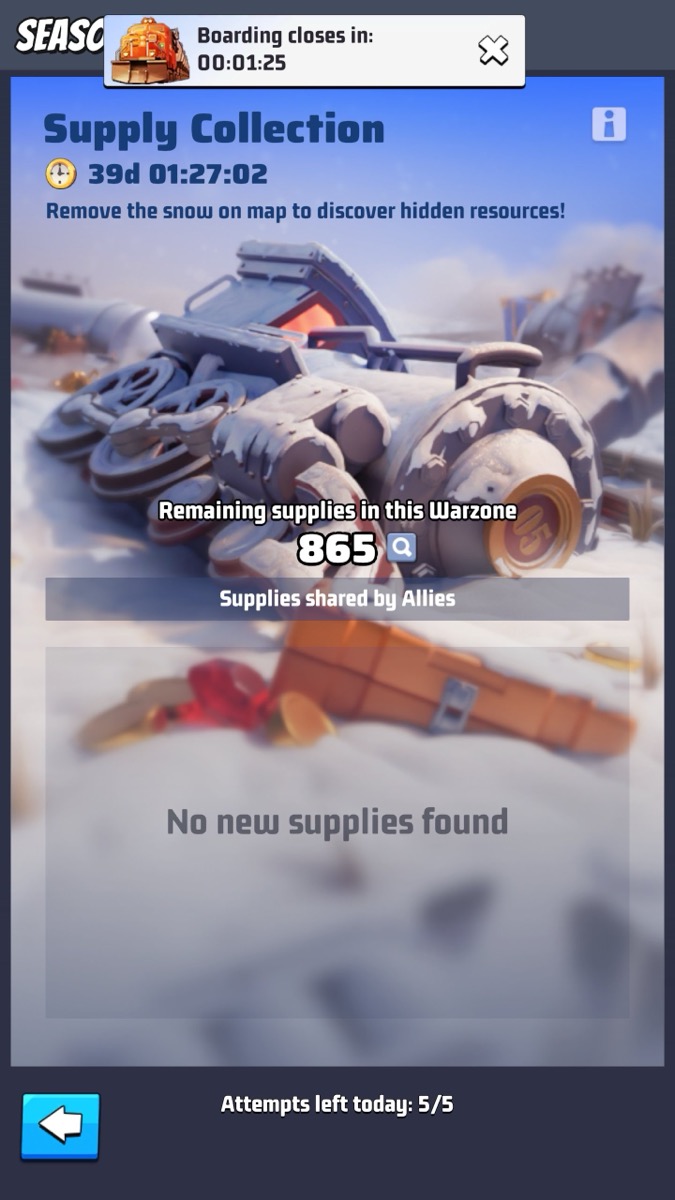 SEASO
Boarding closes in:
00:01:25
Supply Collection
39d 01:27:02
Remove the snow on map to discover hidden resources!
05
Remaining supplies in this Warzone
865
Supplies shared by Allies
No new supplies found
Attempts left today: 5/5